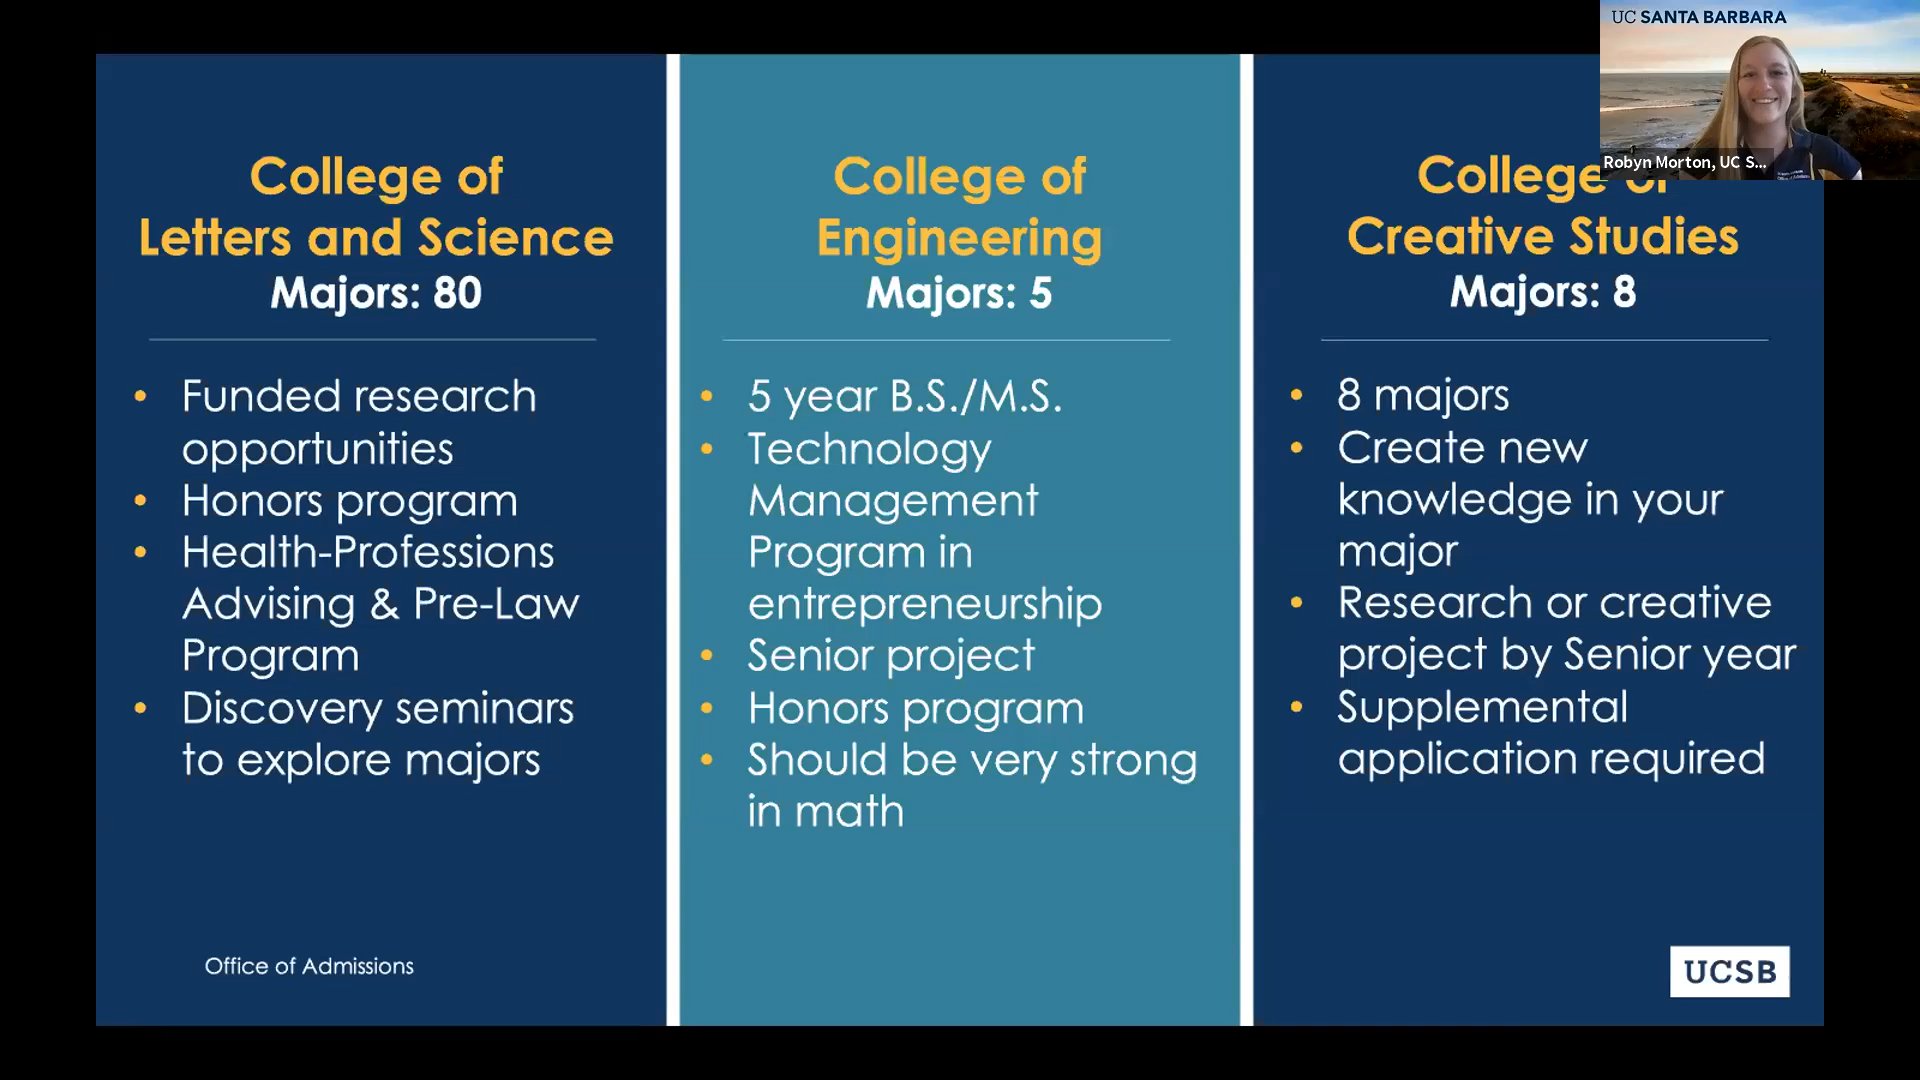 UC SANTA BARBARA
Robyn Morton, UC S...
College of
Letters and Science
Majors: 80
• Funded research
opportunities
• Honors program
• Health-Professions
Advising & Pre-Law
Program
• Discovery seminars
to explore majors
College of
Engineering
Majors: 5
• 5 year B.S./M.S.
• Technology
Management
Program in
entrepreneurship
• Senior project
• Honors program
• Should be very strong
in math
College of
Creative Studies
Majors: 8
• 8 majors
• Create new
knowledge in your
major
• Research or creative
project by Senior year
• Supplemental
application required
Office of Admissions
UCSB